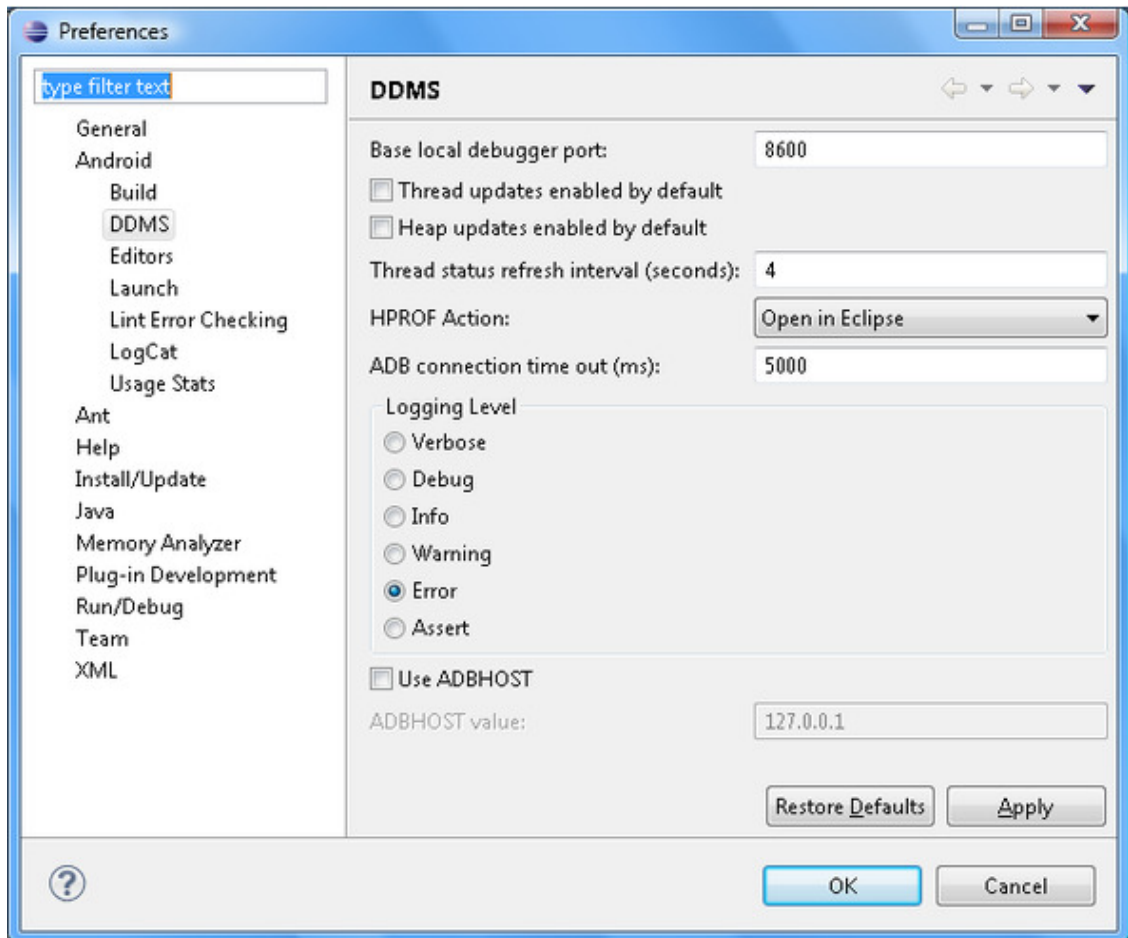 Preferences
type filter text
General
Android
Build
DDMS
Editors
Launch
Lint Error Checking
LogCat
Usage Stats
Ant
Help
Install/Update
Java
Memory Analyzer
Plug-in Development
Run/Debug
Team
XML
DDMS
Base local debugger port: 8600
Thread updates enabled by default
Heap updates enabled by default
Thread status refresh interval (seconds): 4
HPROF Action: Open in Eclipse
ADB connection time out (ms): 5000
Logging Level
Verbose
Debug
Info
Warning
Error
Assert
Use ADBHOST
ADBHOST value: 127.0.0.1
Restore Defaults Apply
? OK Cancel